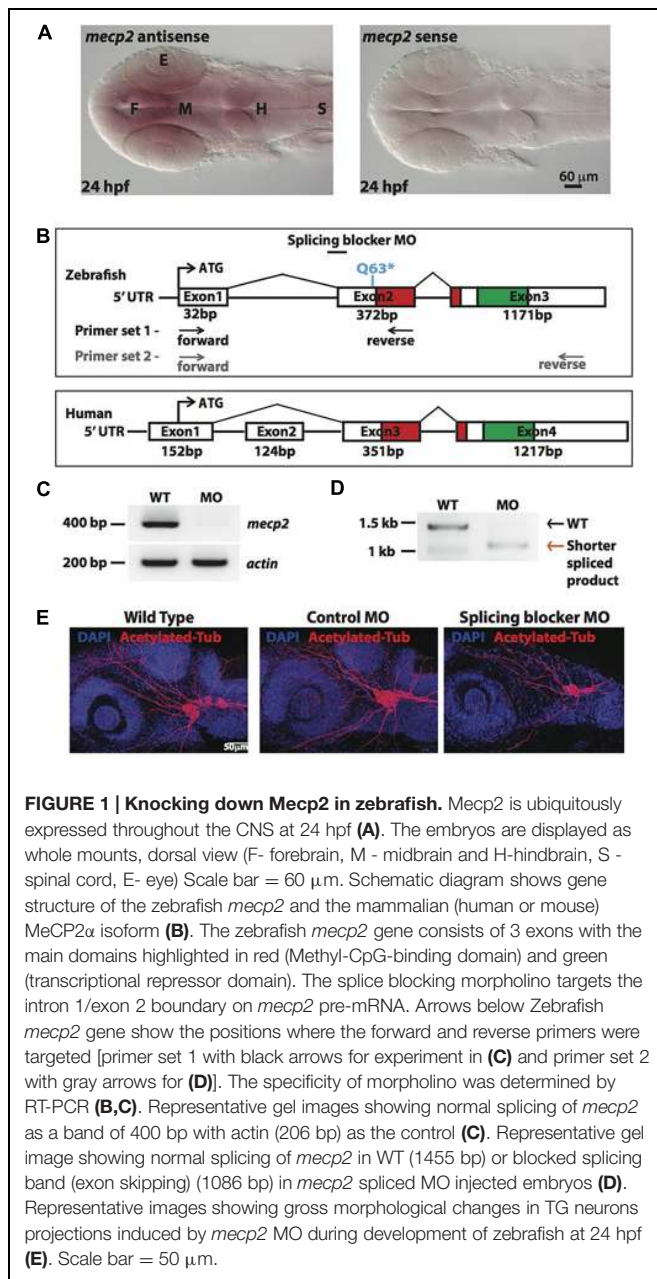 A
mecp2 antisense
mecp2 sense
E
F M H S
24 hpf
24 hpf
60 μm
B
Splicing blocker MO
Q63*
Zebrafish
ATG
5' UTR
Exon1
Exon2
Exon3
32bp
372bp
1171bp
Primer set 1 -
forward
reverse
Primer set 2 -
forward
reverse
Human
ATG
5' UTR
Exon1
Exon2
Exon3
Exon4
152bp
124bp
351bp
1217bp
C
WT MO
400 bp
mecp2
200 bp
actin
D
WT MO
1.5 kb
WT
1 kb
Shorter
spliced
product
E
Wild Type
Control MO
Splicing blocker MO
DAPI Acetylated-Tub
DAPI Acetylated-Tub
DAPI Acetylated-Tub
50μm
FIGURE 1 | Knocking down Mecp2 in zebrafish. Mecp2 is ubiquitously
expressed throughout the CNS at 24 hpf (A). The embryos are displayed as
whole mounts, dorsal view (F- forebrain, M - midbrain and H-hindbrain, S -
spinal cord, E- eye) Scale bar = 60 μm. Schematic diagram shows gene
structure of the zebrafish mecp2 and the mammalian (human or mouse)
MeCP2α isoform (B). The zebrafish mecp2 gene consists of 3 exons with the
main domains highlighted in red (Methyl-CpG-binding domain) and green
(transcriptional repressor domain). The splice blocking morpholino targets the
intron 1/exon 2 boundary on mecp2 pre-mRNA. Arrows below Zebrafish
mecp2 gene show the positions where the forward and reverse primers were
targeted [primer set 1 with black arrows for experiment in (C) and primer set 2
with gray arrows for (D)]. The specificity of morpholino was determined by
RT-PCR (B,C). Representative gel images showing normal splicing of mecp2
as a band of 400 bp with actin (206 bp) as the control (C). Representative gel
image showing normal splicing of mecp2 in WT (1455 bp) or blocked splicing
band (exon skipping) (1086 bp) in mecp2 spliced MO injected embryos (D).
Representative images showing gross morphological changes in TG neurons
projections induced by mecp2 MO during development of zebrafish at 24 hpf
(E). Scale bar = 50 μm.